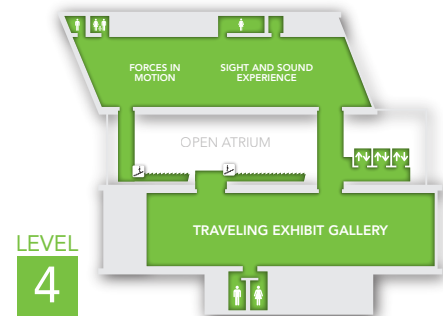 FORCES IN
MOTION
SIGHT AND SOUND
EXPERIENCE
OPEN ATRIUM
TRAVELING EXHIBIT GALLERY
LEVEL
4